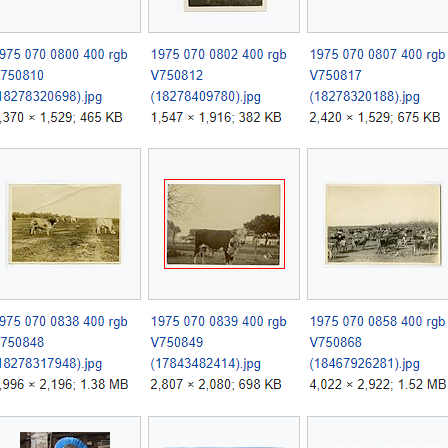 975 070 0800 400 rgb
750810
18278320698).jpg
,370 × 1,529; 465 KB
1975 070 0802 400 rgb
V750812
(18278409780).jpg
1,547 × 1,916; 382 KB
1975 070 0807 400 rgb
V750817
(18278320188).jpg
2,420 × 1,529; 675 KB
975 070 0838 400 rgb
750848
18278317948).jpg
,996 × 2,196; 1.38 MB
1975 070 0839 400 rgb
V750849
(17843482414).jpg
2,807 × 2,080; 698 KB
1975 070 0858 400 rgb
V750868
(18467926281).jpg
4,022 × 2,922; 1.52 MB